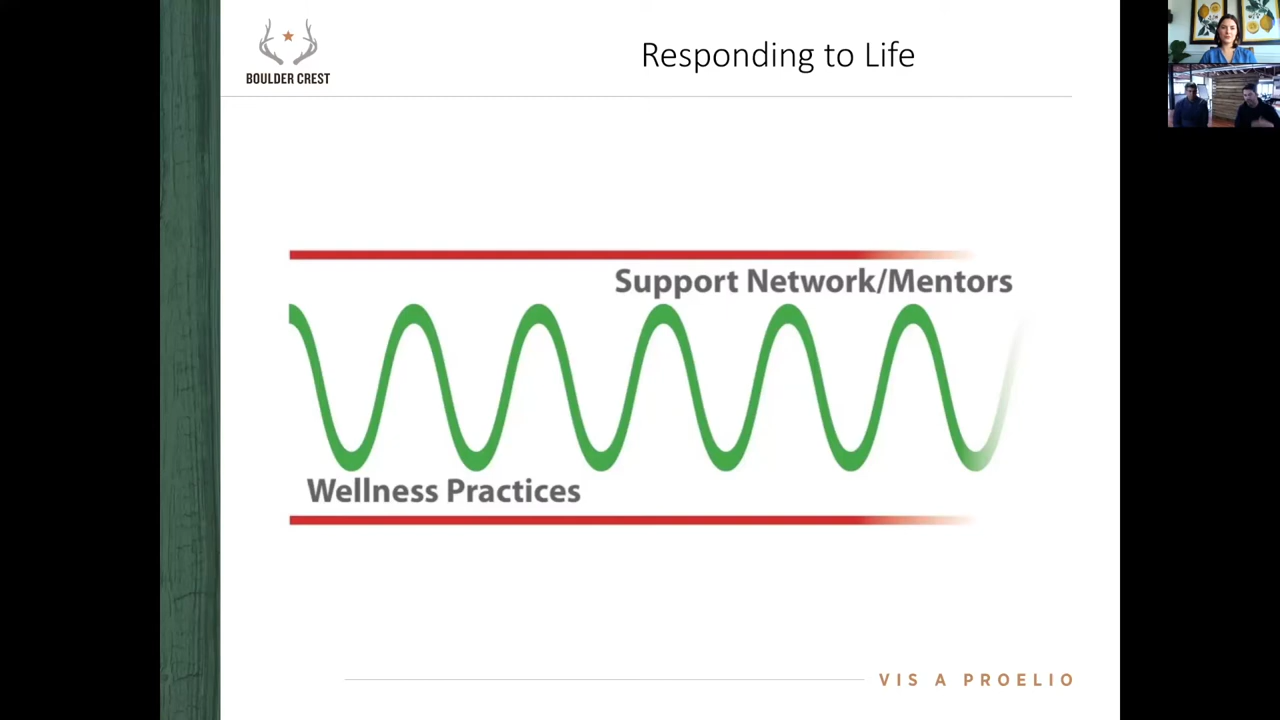 BOULDER CREST
Responding to Life
Support Network/Mentors
Wellness Practices
VIS A PROELIO